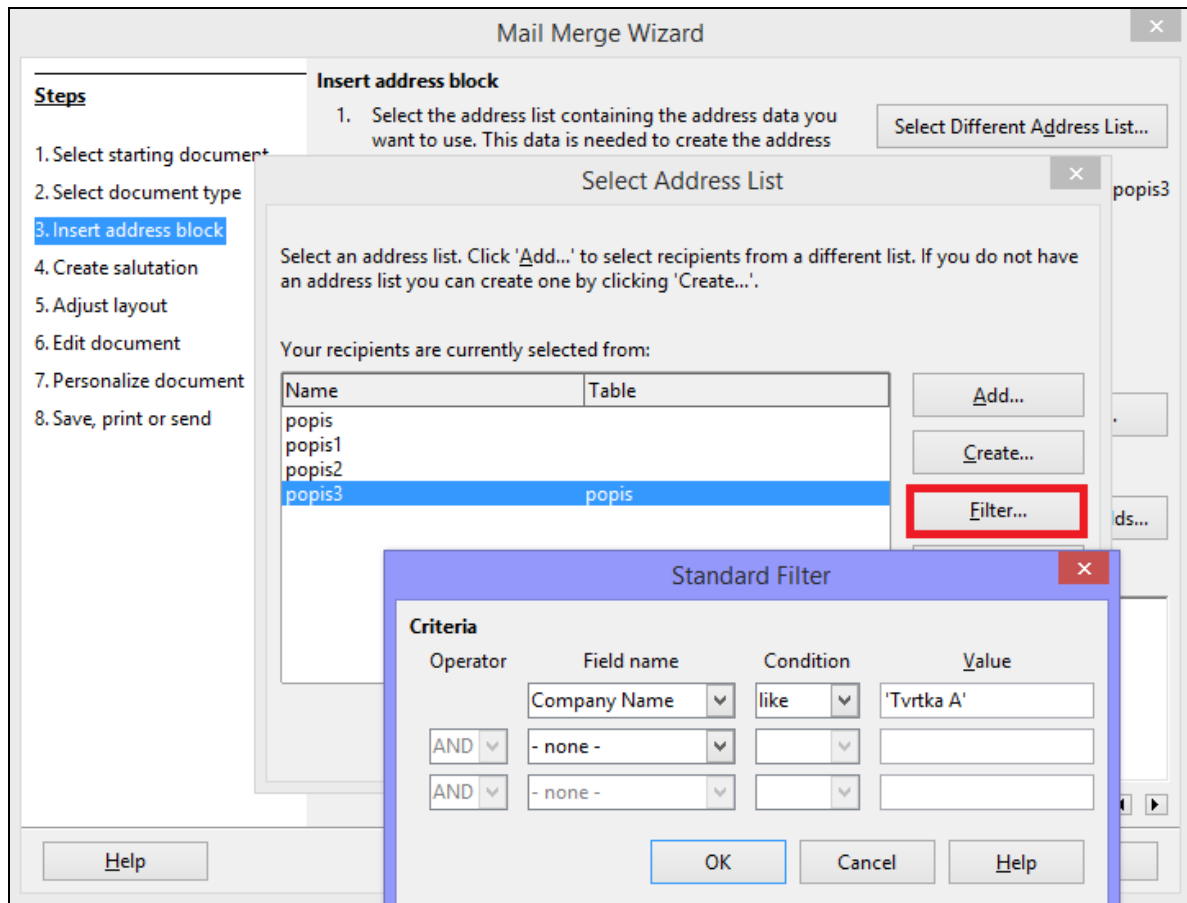 Mail Merge Wizard
Steps
1. Select starting document
2. Select document type
3. Insert address block
4. Create salutation
5. Adjust layout
6. Edit document
7. Personalize document
8. Save, print or send
Insert address block
1. Select the address list containing the address data you
want to use. This data is needed to create the address
Select Different Address List...
popis3
Select Address List
Select an address list. Click 'Add...' to select recipients from a different list. If you do not have
an address list you can create one by clicking 'Create...'.
Your recipients are currently selected from:
Name Table
popis
popis1
popis2
popis3 popis
Add...
Create...
Filter...
Standard Filter
Criteria
Operator Field name Condition Value
Company Name like 'Tvrtka A'
AND - none -
AND - none -
OK Cancel Help
Help